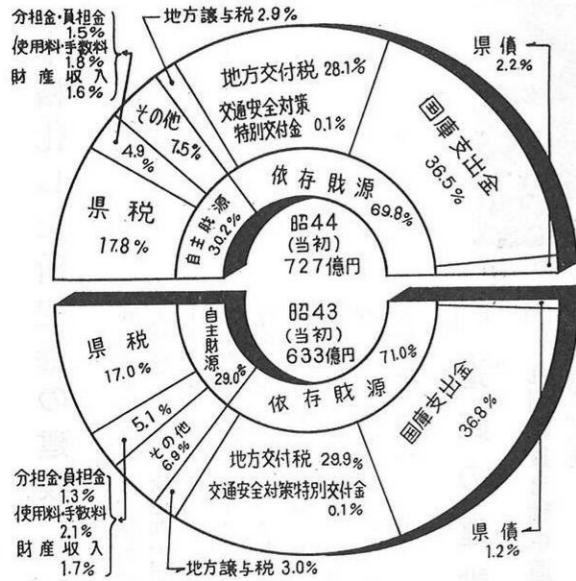 分担金・負担金
1.5%
使用料・手数料
1.8%
財産収入
1.6%
地方譲与税 2.9%
その他
7.5%
4.9
%
県税
17.8%
自主財源
30.2%
地方交付税 28.1%
交通安全対策
特別交付金 0.1%
依存財源
69.8%
国庫支出金
36.5%
県債
2.2%
昭44
(当初)
727億円
昭43
(当初)
633億円
県税
17.0%
自主財源
29.0%
5.1%
その他
6.9%
71.0%
依存財源
地方交付税 29.9%
交通安全対策特別交付金
0.1%
国庫支出金
36.8%
県債
1.2%
分担金・負担金
1.3%
使用料・手数料
2.1%
財産収入
1.7%
地方譲与税 3.0%